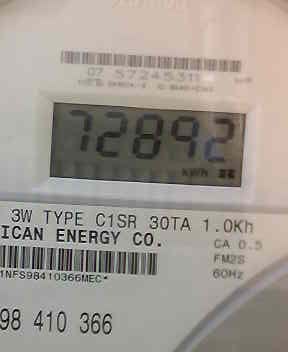 07 57245311
72892
kWh
3W TYPE C1SR 30TA 1.0Kh
ICAN ENERGY CO.
CA 0.5
FM2S
60Hz
1NFS98410366MEC*
98 410 366